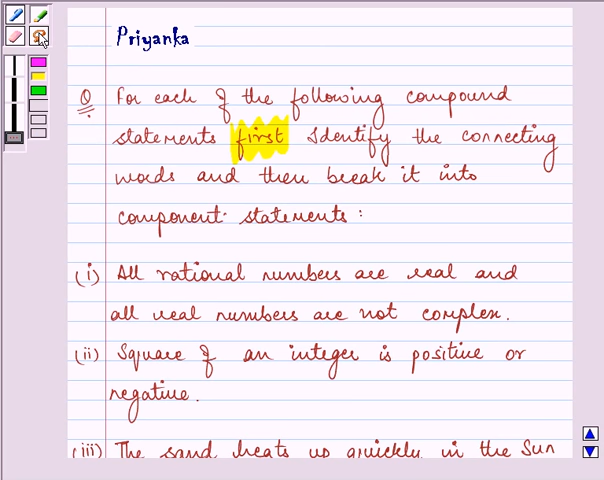 Priyanka
Q For each of the following compound
statements first Identify the connecting
words and then break it into
component statements :
(i) All rational numbers are real and
all real numbers are not complex.
(ii) Square of an integer is positive or
negative.
(iii) The sand heats up quickly in the Sun